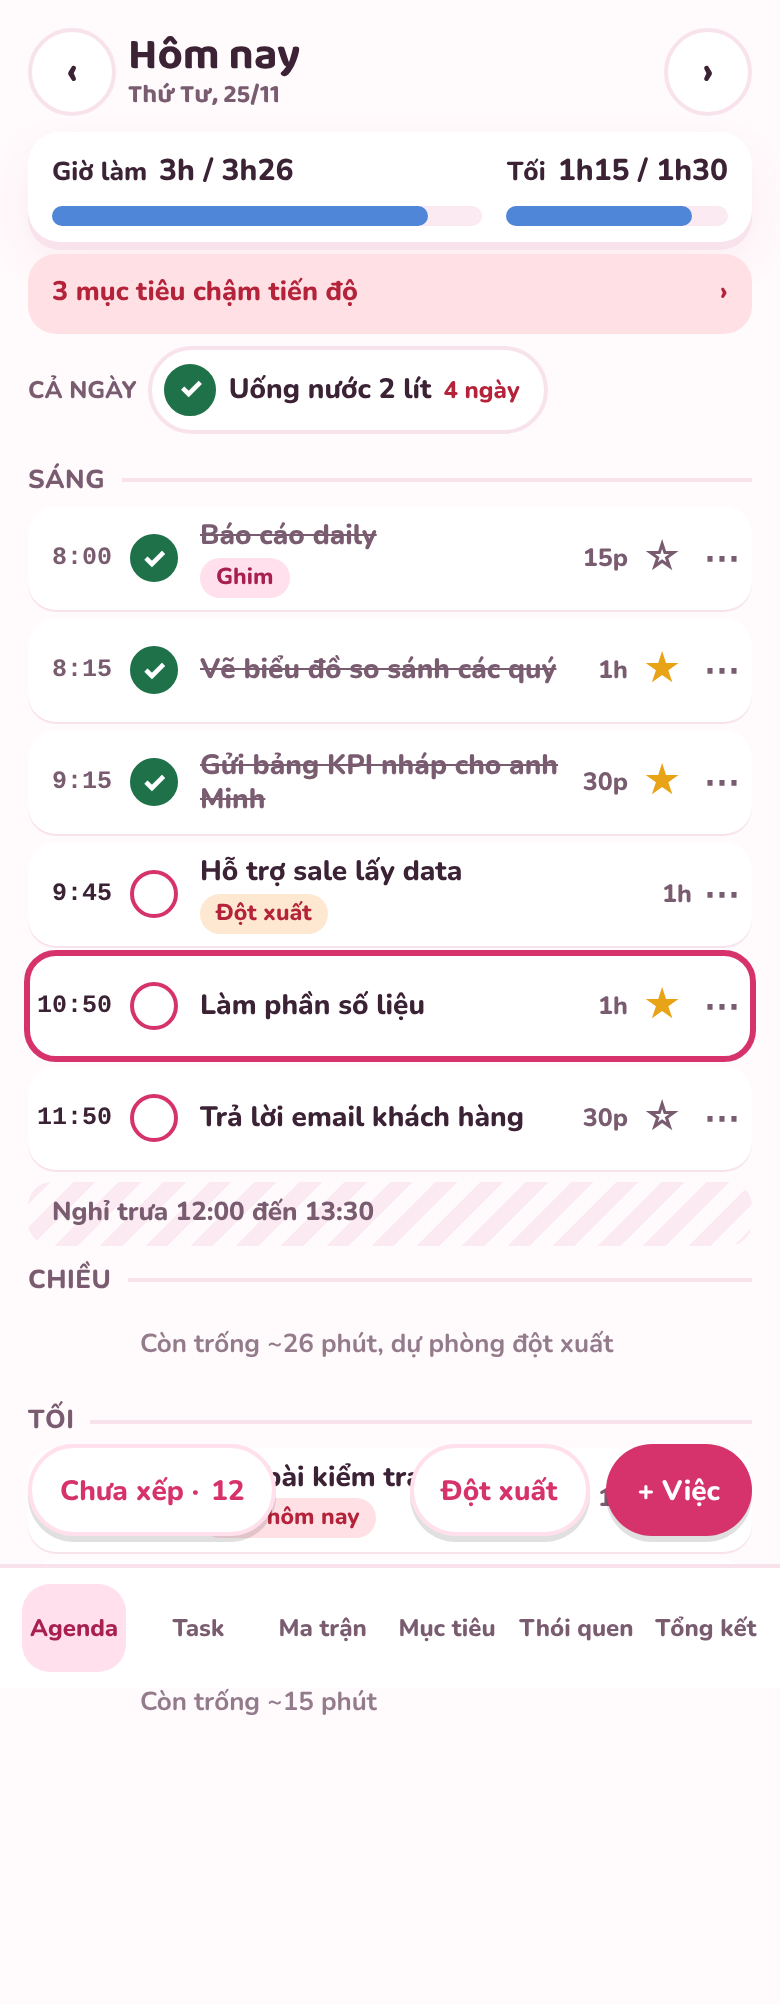 ‹
Hôm nay
Thứ Tư, 25/11
›
Giờ làm 3h / 3h26
Tối 1h15 / 1h30
3 mục tiêu chậm tiến độ ›
CẢ NGÀY Uống nước 2 lít 4 ngày
SÁNG
8:00 Báo cáo daily 15p ☆ ...
Ghim
8:15 Vẽ biểu đồ so sánh các quý 1h ★ ...
9:15 Gửi bảng KPI nháp cho anh 30p ★ ...
Minh
9:45 Hỗ trợ sale lấy data 1h ...
Đột xuất
10:50 Làm phần số liệu 1h ★ ...
11:50 Trả lời email khách hàng 30p ☆ ...
Nghỉ trưa 12:00 đến 13:30
CHIỀU
Còn trống ~26 phút, dự phòng đột xuất
TỐI
bài kiểm
hôm nay
Chưa xếp · 12
Đột xuất
+ Việc
Agenda Task Ma trận Mục tiêu Thói quen Tổng kết
Còn trống ~15 phút